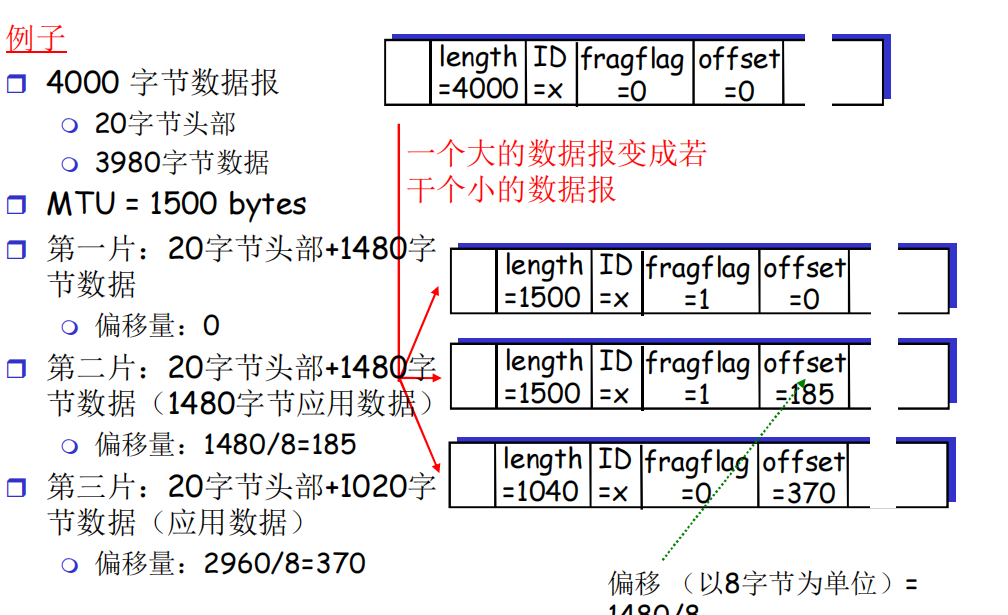 例子
4000 字节数据报
20字节头部
3980字节数据
MTU = 1500 bytes
第一片：20字节头部+1480字
节数据
偏移量：0
第二片：20字节头部+1480字
节数据（1480字节应用数据）
偏移量：1480/8=185
第三片：20字节头部+1020字
节数据（应用数据）
偏移量：2960/8=370
length ID fragflag offset
=4000 =x =0 =0
一个大的数据报变成若
干个小的数据报
length ID fragflag offset
=1500 =x =1 =0
length ID fragflag offset
=1500 =x =1 =185
length ID fragflag offset
=1040 =x =0 =370
偏移 （以8字节为单位）=
1480/8